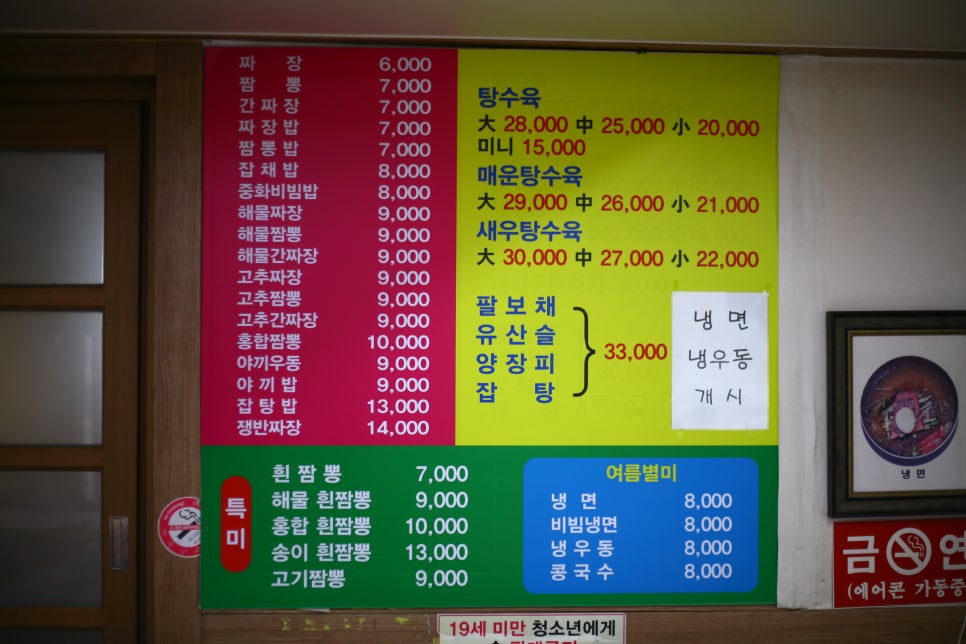 짜 장 6,000
짬 뽕 7,000
간 짜 장 7,000
짜 장 밥 7,000
짬 뽕 밥 7,000
잡 채 밥 8,000
중화비빔밥 8,000
해물짜장 9,000
해물짬뽕 9,000
해물간짜장 9,000
고추짜장 9,000
고추짬뽕 9,000
고추간짜장 9,000
홍합짬뽕 10,000
야끼우동 9,000
야 끼 밥 9,000
잡 탕 밥 13,000
쟁반짜장 14,000
탕수육
大 28,000 中 25,000 小 20,000
미니 15,000
매운탕수육
大 29,000 中 26,000 小 21,000
새우탕수육
大 30,000 中 27,000 小 22,000
팔 보 채
유 산 슬
양 장 피
잡 탕
33,000
냉 면
냉우동
개 시
특미
흰 짬 뽕 7,000
해물 흰짬뽕 9,000
홍합 흰짬뽕 10,000
송이 흰짬뽕 13,000
고기짬뽕 9,000
여름별미
냉 면 8,000
비빔냉면 8,000
냉 우 동 8,000
콩 국 수 8,000
냉 면
금 연
(에어콘 가동중
19세 미만 청소년에게